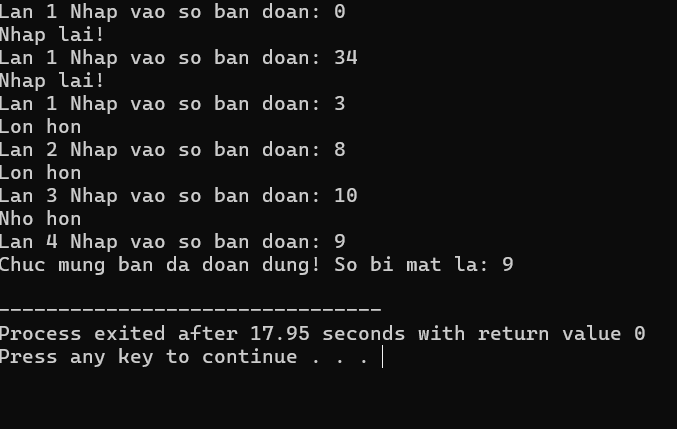 Lan 1 Nhap vao so ban doan: 0
Nhap lai!
Lan 1 Nhap vao so ban doan: 34
Nhap lai!
Lan 1 Nhap vao so ban doan: 3
Lon hon
Lan 2 Nhap vao so ban doan: 8
Lon hon
Lan 3 Nhap vao so ban doan: 10
Nho hon
Lan 4 Nhap vao so ban doan: 9
Chuc mung ban da doan dung! So bi mat la: 9
--------------------------------
Process exited after 17.95 seconds with return value 0
Press any key to continue . . .